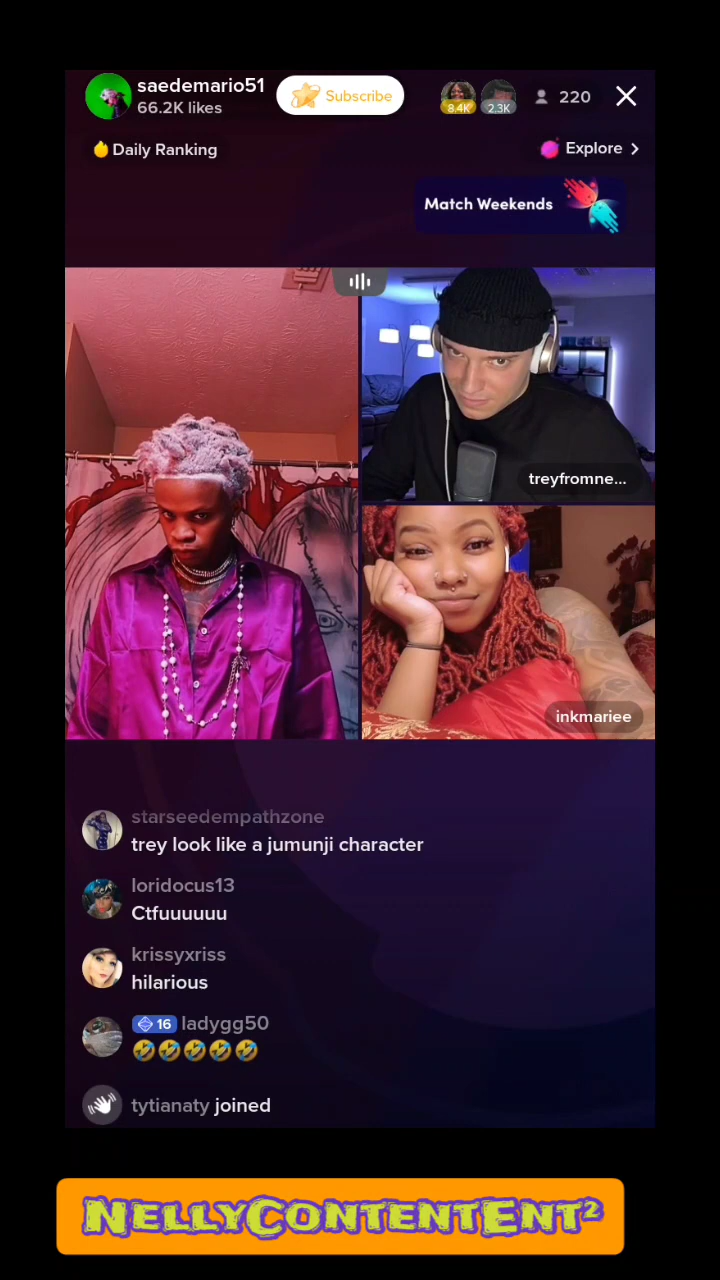 saedemario51
66.2K likes
Subscribe
8.4K
2.3K
220
Daily Ranking
Explore
Match Weekends
treyfromne...
inkmariee
starseedempathzone
trey look like a jumunji character
loridocus13
Ctfuuuuuu
krissyxriss
hilarious
16 ladygg50
🤣🤣🤣🤣🤣
tytianaty joined
NELLYCONTENTENT²